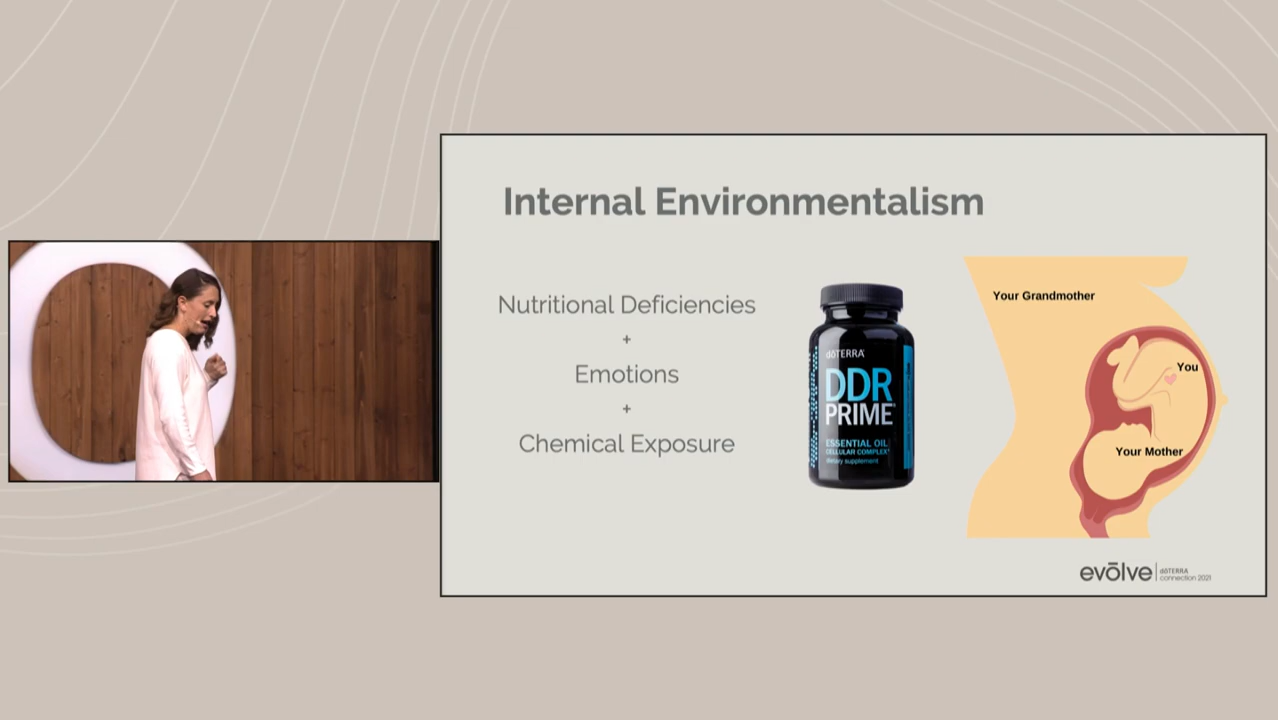 Internal Environmentalism
Nutritional Deficiencies
+
Emotions
+
Chemical Exposure
dōTERRA
DDR
PRIME
ESSENTIAL OIL
CELLULAR COMPLEX
dietary supplement
Your Grandmother
You
Your Mother
evōlve
dōTERRA
connection 2021